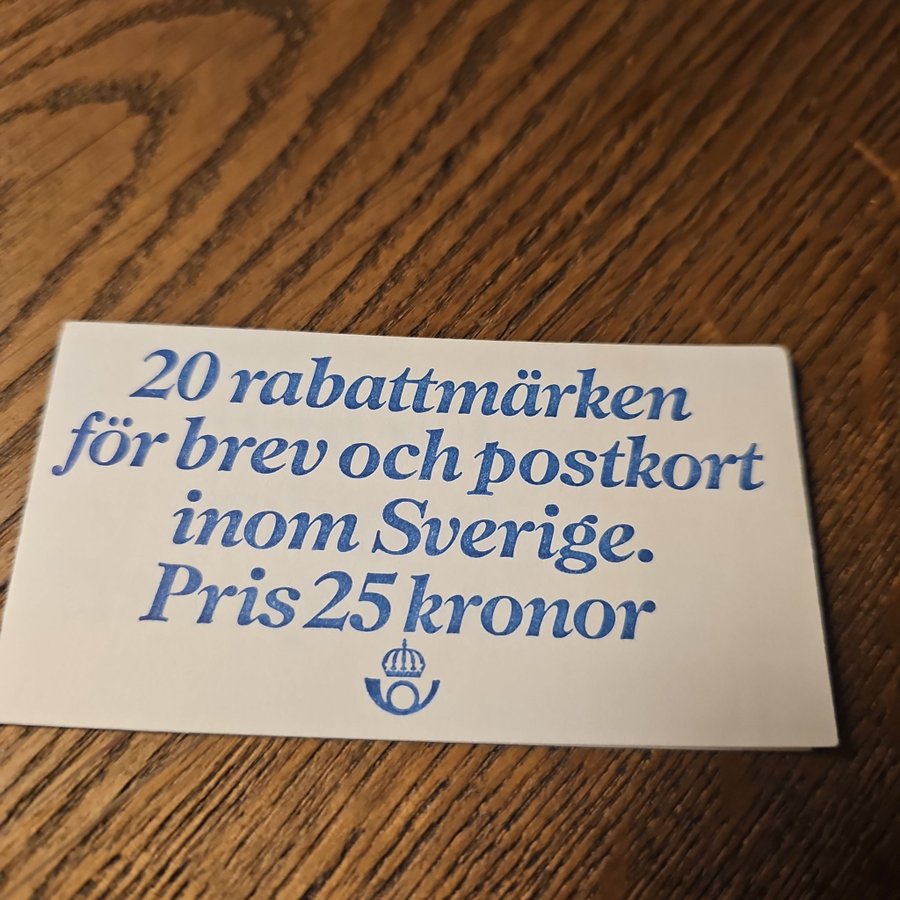 20 rabattmärken
för brev och postkort
inom Sverige.
Pris 25 kronor